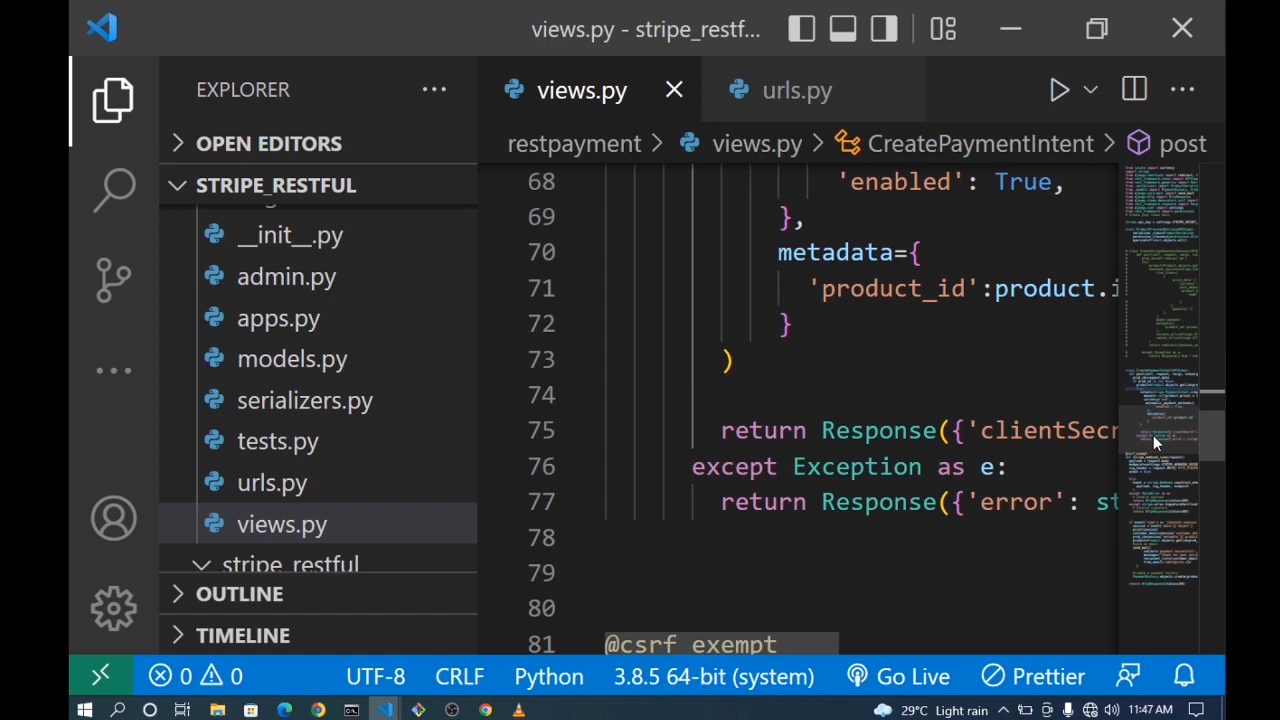 views.py - stripe_restf...
EXPLORER
OPEN EDITORS
STRIPE_RESTFUL
__init__.py
admin.py
apps.py
models.py
serializers.py
tests.py
urls.py
views.py
stripe_restful
OUTLINE
TIMELINE
views.py
urls.py
restpayment > views.py > CreatePaymentIntent > post
68 'enabled': True,
69 },
70 metadata={
71 'product_id':product.i
72 }
73 )
74
75 return Response({'clientSecr
76 except Exception as e:
77 return Response({'error': st
78
79
80
81 @csrf_exempt
0 0 UTF-8 CRLF Python 3.8.5 64-bit (system) Go Live Prettier
29°C Light rain 11:47 AM